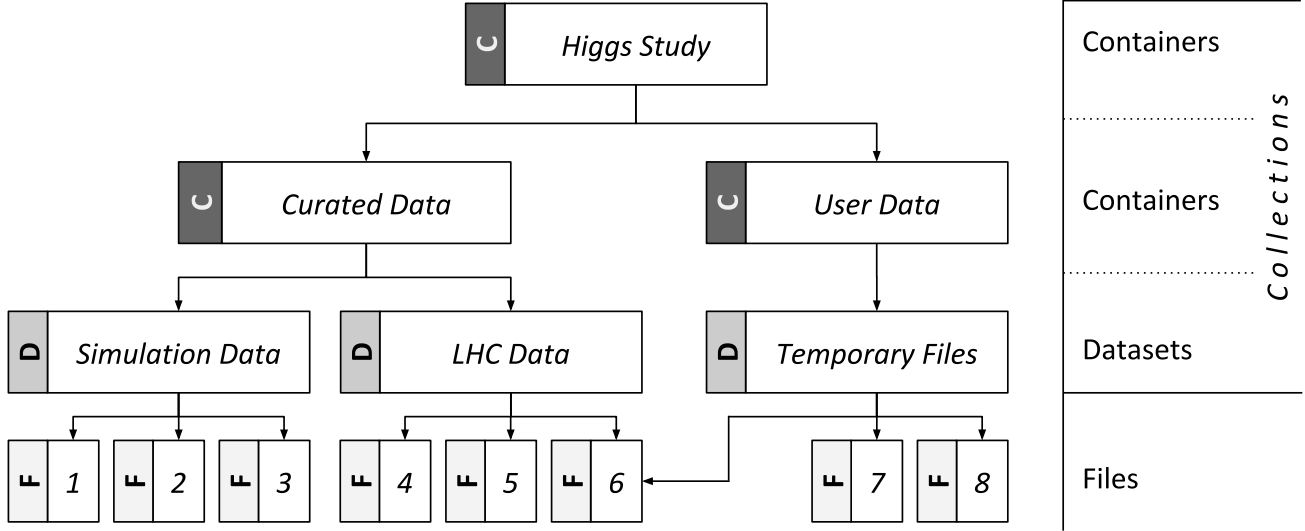 C Higgs Study
Containers
C Curated Data
C User Data
Containers
Collections
D Simulation Data
D LHC Data
D Temporary Files
Datasets
F 1
F 2
F 3
F 4
F 5
F 6
F 7
F 8
Files